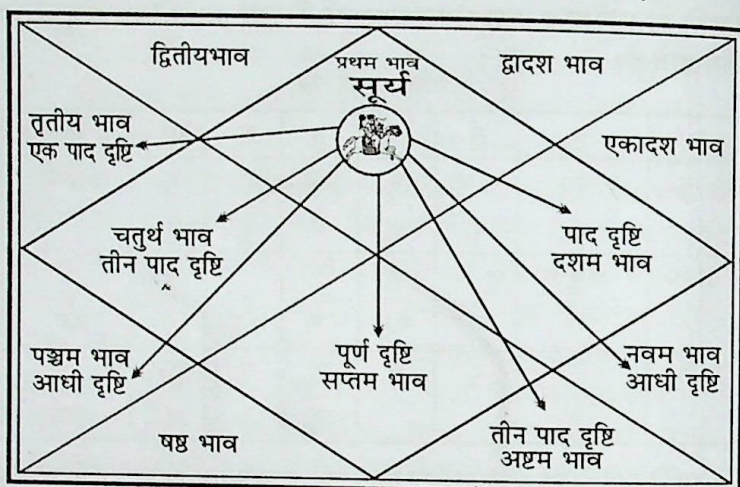 द्वितीयभाव
प्रथम भाव
सूर्य
द्वादश भाव
तृतीय भाव
एक पाद दृष्टि
एकादश भाव
चतुर्थ भाव
तीन पाद दृष्टि
पाद दृष्टि
दशम भाव
पञ्चम भाव
आधी दृष्टि
पूर्ण दृष्टि
सप्तम भाव
नवम भाव
आधी दृष्टि
षष्ठ भाव
तीन पाद दृष्टि
अष्टम भाव